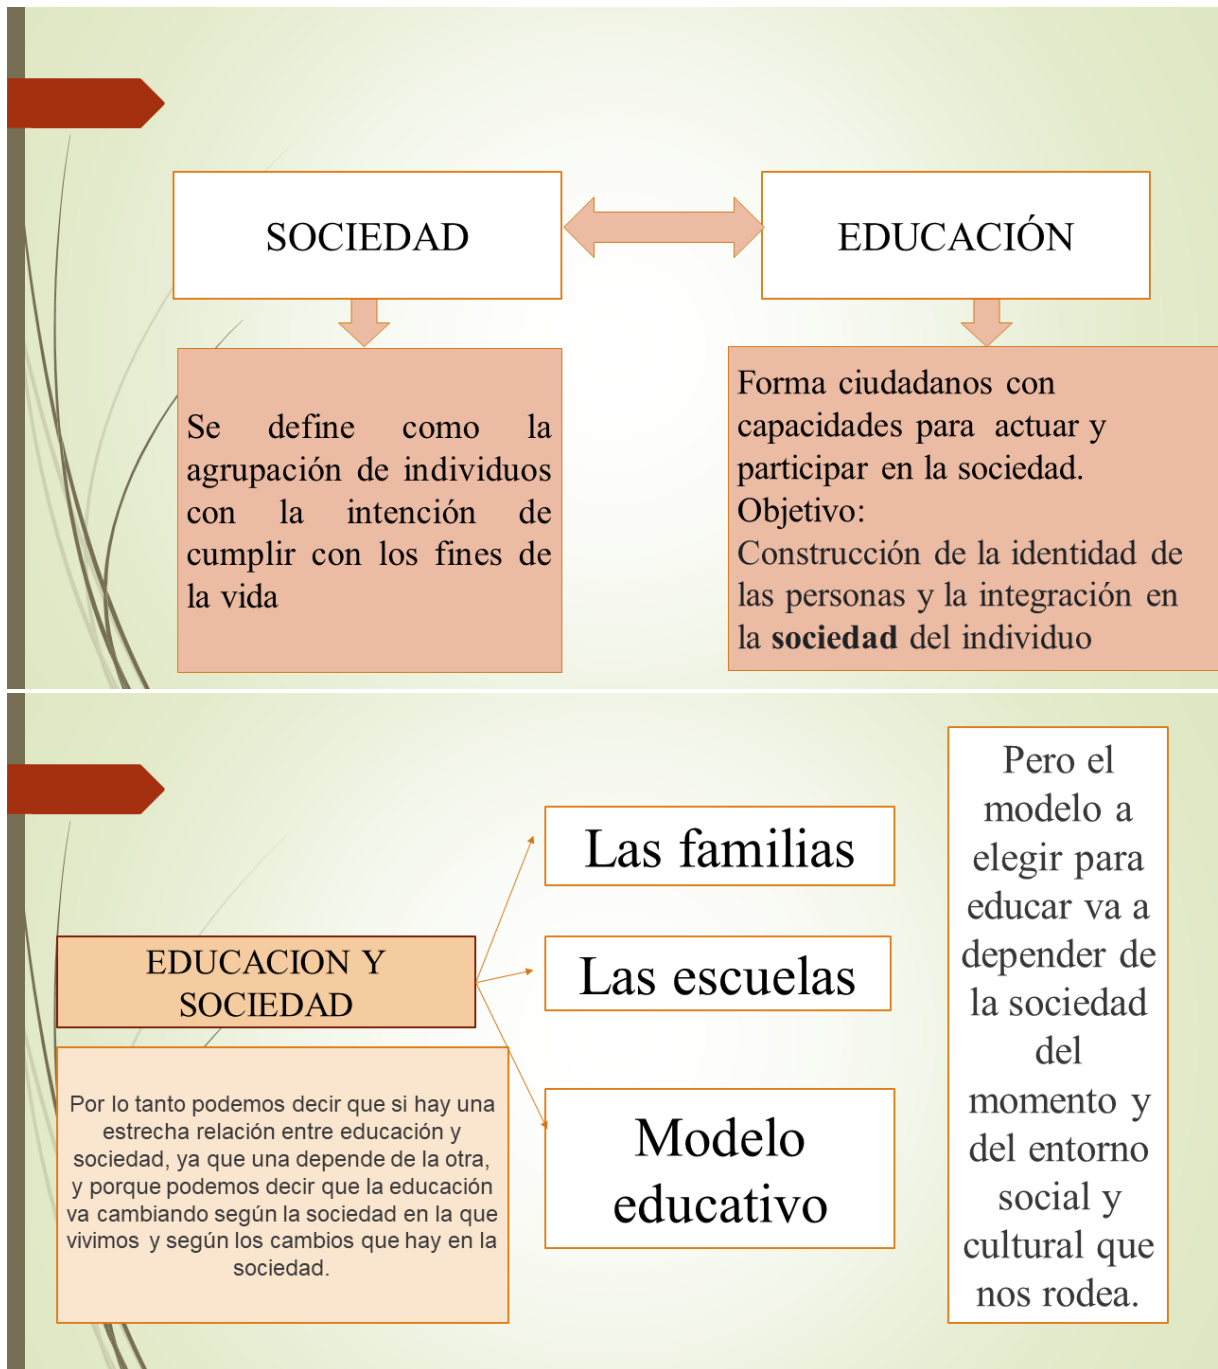 SOCIEDAD
EDUCACIÓN
Se define como la
agrupación de individuos
con la intención de
cumplir con los fines de
la vida
Forma ciudadanos con
capacidades para actuar y
participar en la sociedad.
Objetivo:
Construcción de la identidad de
las personas y la integración en
la sociedad del individuo
EDUCACION Y
SOCIEDAD
Por lo tanto podemos decir que si hay una
estrecha relación entre educación y
sociedad, ya que una depende de la otra,
y porque podemos decir que la educación
va cambiando según la sociedad en la que
vivimos y según los cambios que hay en la
sociedad.
Las familias
Las escuelas
Modelo
educativo
Pero el
modelo a
elegir para
educar va a
depender de
la sociedad
del
momento y
del entorno
social y
cultural que
nos rodea.